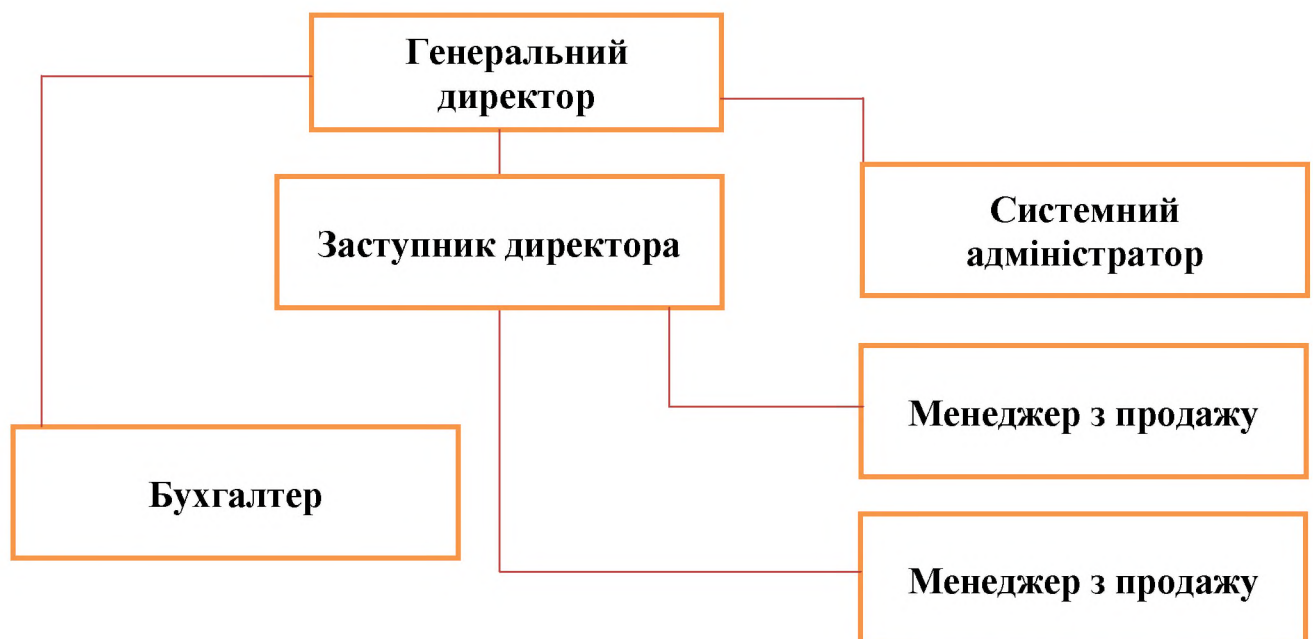 Генеральний
директор
Заступник директора
Системний
адміністратор
Менеджер з продажу
Бухгалтер
Менеджер з продажу